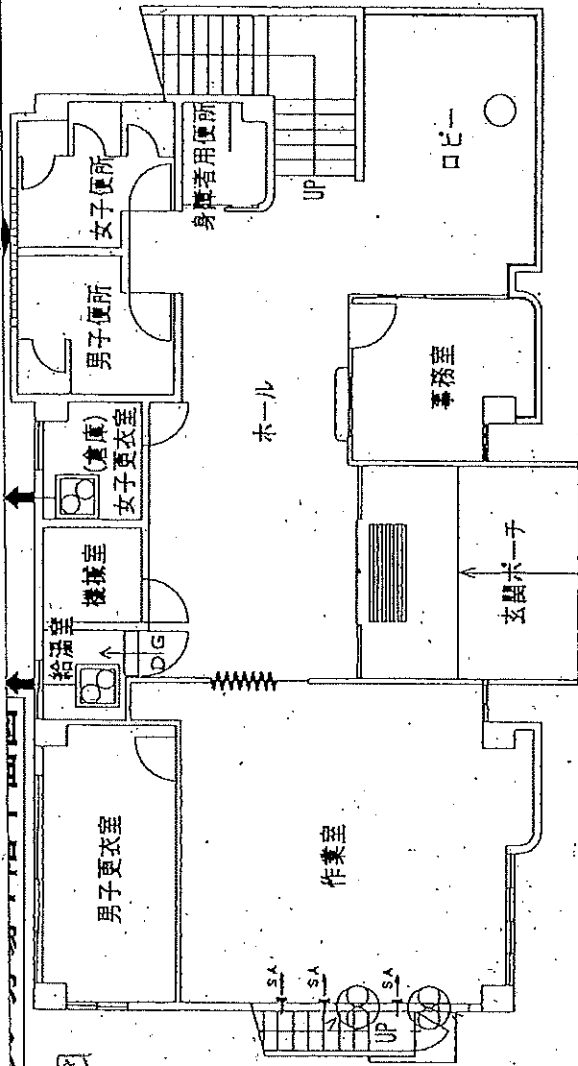 女子便所
身障者用便所
UP
ロビー
男子便所
(倉庫)
女子更衣室
ホール
事務室
機械室
給湯室
DG
玄関ポーチ
男子更衣室
作業室
SA
SA
SA
UP
図